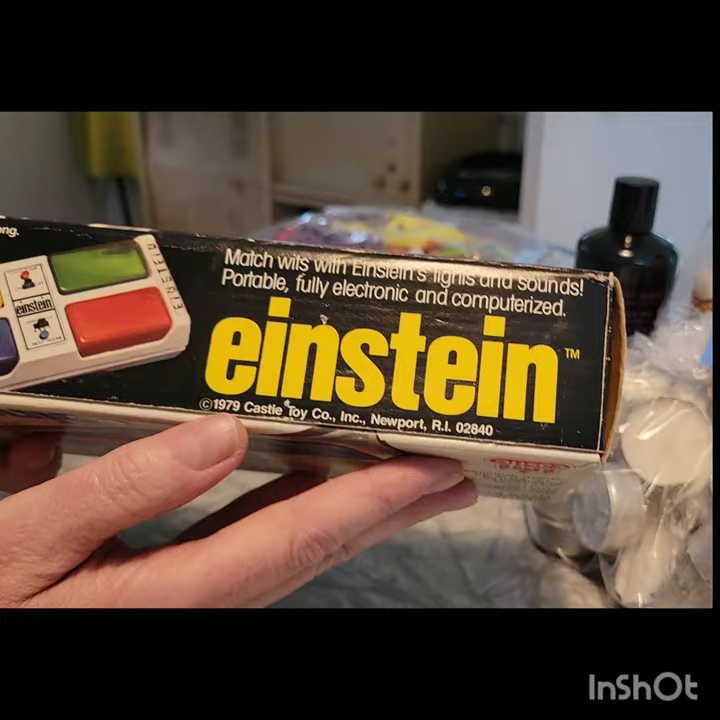 ong.
Match wits with Einstein's lights and sounds!
Portable, fully electronic and computerized.
einstein™
©1979 Castle Toy Co., Inc., Newport, R.I. 02840
einstein
EINSTEIN
InShOt